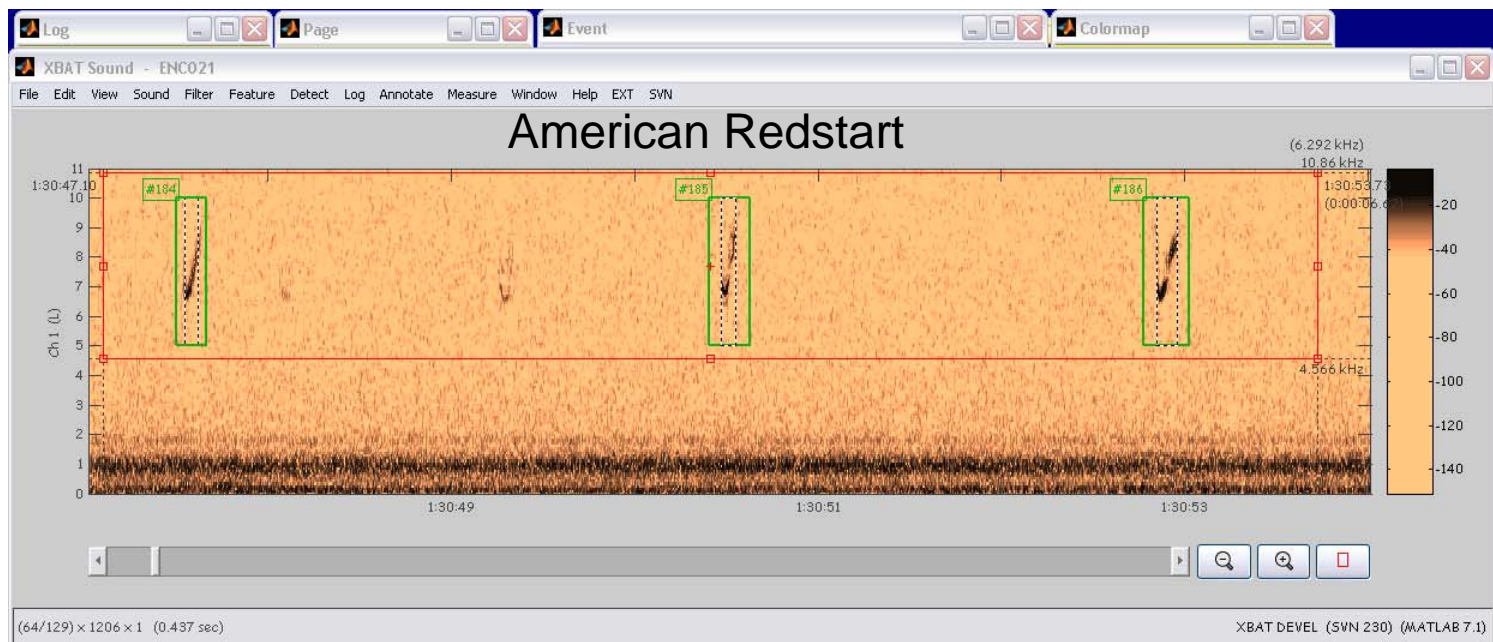 Log Page Event Colormap
XBAT Sound - ENC021
File Edit View Sound Filter Feature Detect Log Annotate Measure Window Help EXT SVN
American Redstart
(6.292 kHz)
10.86 kHz
1:30:47.10
1:30:53.73
(0:00:06.62)
#184 #185 #186
11
10
9
8
7
6
5
4
3
2
1
0
Ch 1 (L)
4.566 kHz
-20
-40
-60
-80
-100
-120
-140
1:30:49 1:30:51 1:30:53
(64/129) × 1206 × 1 (0.437 sec)
XBAT DEVEL (SVN 230) (MATLAB 7.1)